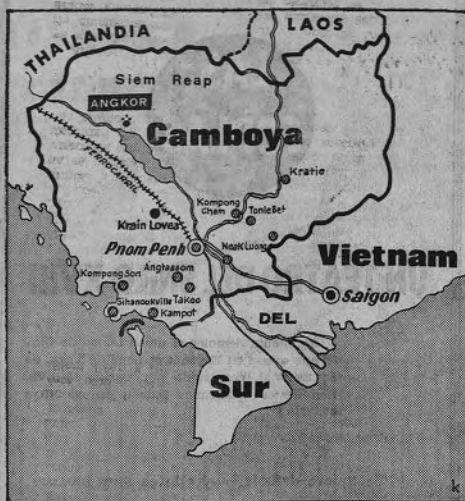 LAOS
THAILANDIA
Siem Reap
ANGKOR
Camboya
FERROCARRIL
Kratie
Kompong
Cham
TonleBet
Krain Lovea
Pnom Penh
Neak Luong
Vietnam
Angtassom
Kompong Son
Saigon
Sihanoukville
TaKoo
Kampot
DEL
Sur
k